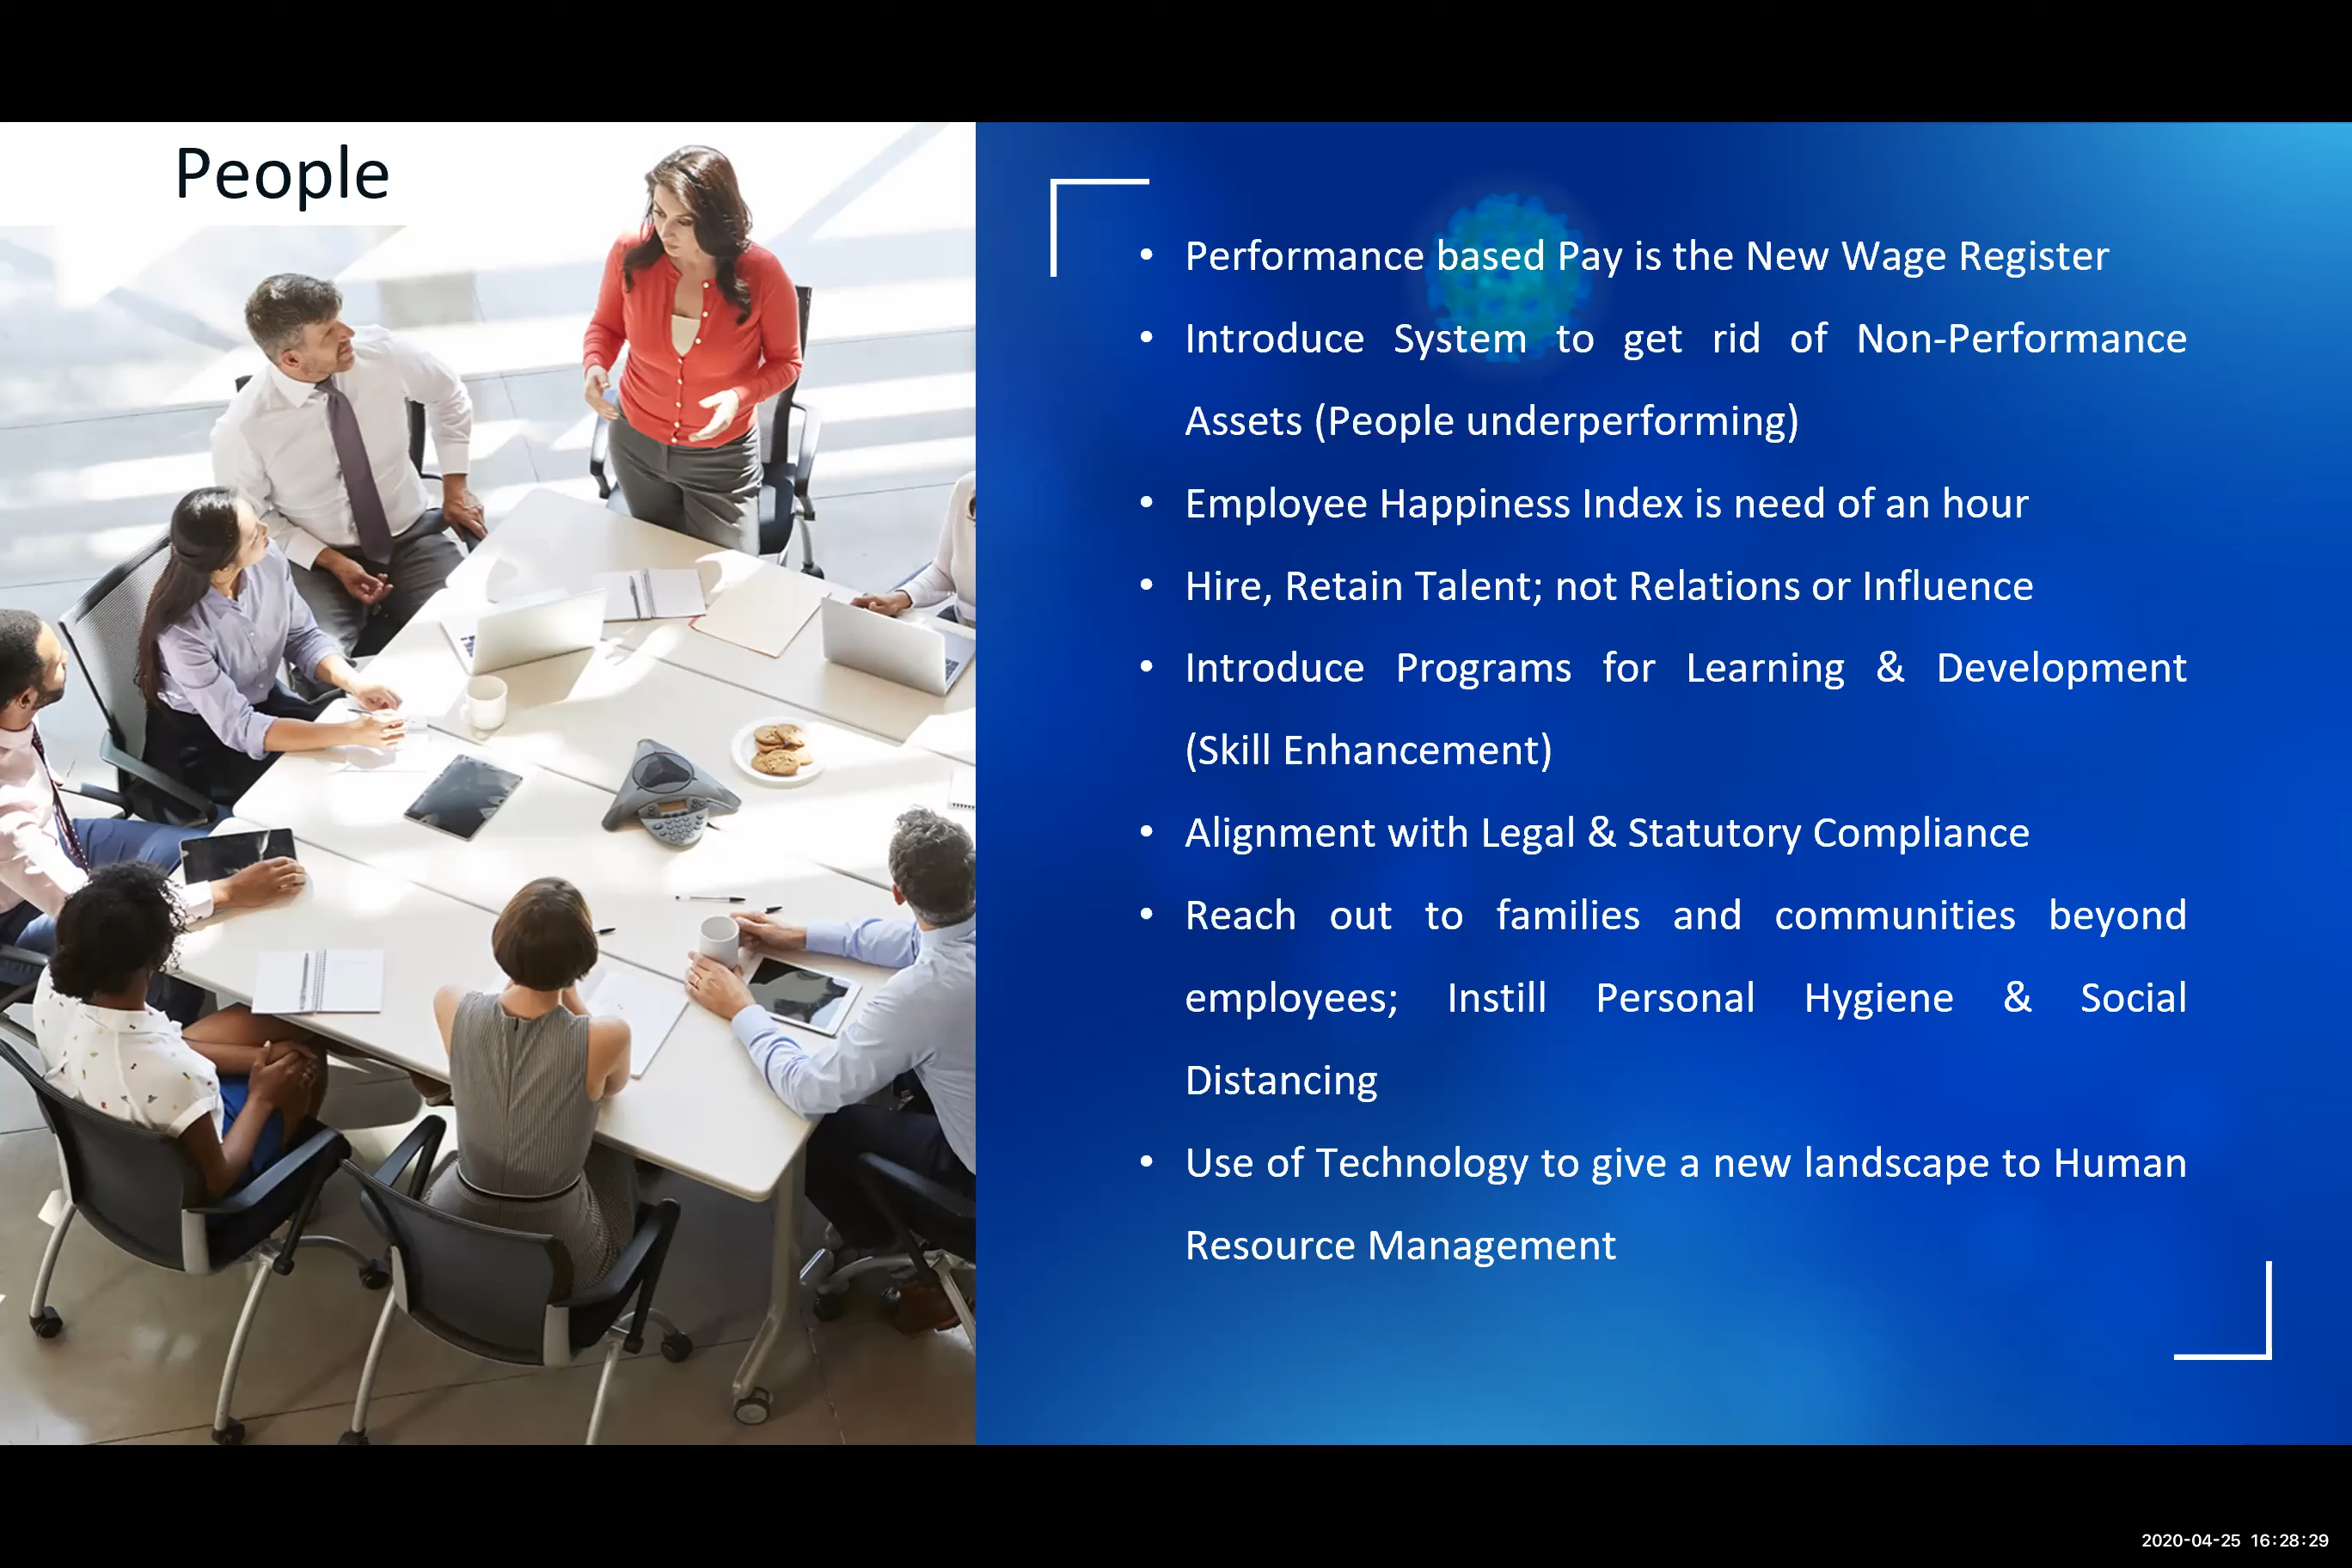 People
• Performance based Pay is the New Wage Register
• Introduce System to get rid of Non-Performance
Assets (People underperforming)
• Employee Happiness Index is need of an hour
• Hire, Retain Talent; not Relations or Influence
• Introduce Programs for Learning & Development
(Skill Enhancement)
• Alignment with Legal & Statutory Compliance
• Reach out to families and communities beyond
employees; Instill Personal Hygiene & Social
Distancing
• Use of Technology to give a new landscape to Human
Resource Management
2020-04-25 16:28:29